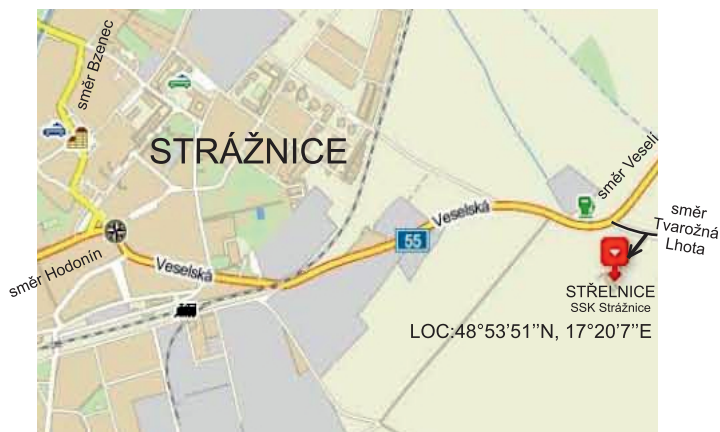 směr Bzenec
STRÁŽNICE
směr Veselí
směr
Tvarožná
Lhota
Veselská
55
směr Hodonín
Veselská
STŘELNICE
SSK Strážnice
LOC:48°53'51’’N, 17°20'7’’E